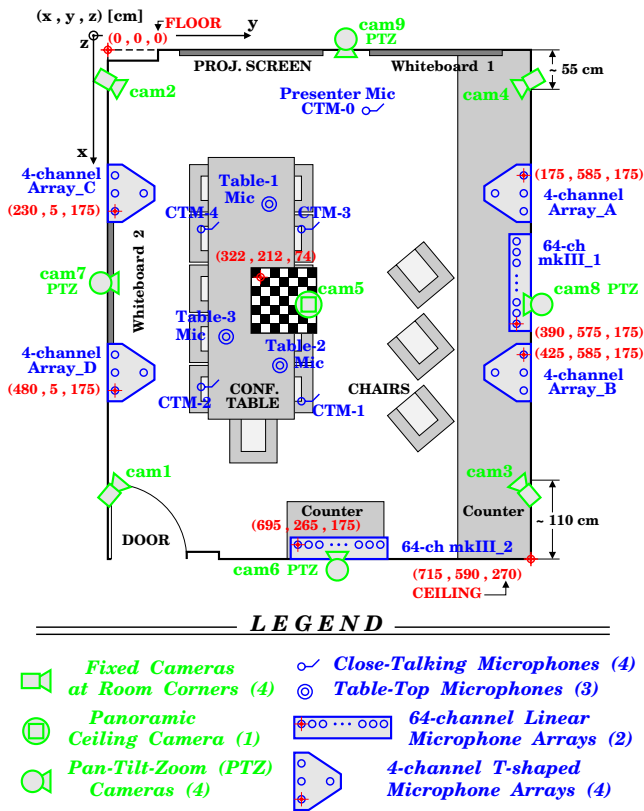 (x , y , z) [cm]
FLOOR
y
cam9
PTZ
z
(0 , 0 , 0)
PROJ. SCREEN
Whiteboard 1
~ 55 cm
cam2
Presenter Mic
CTM-0
cam4
x
4-channel
Array_C
(230 , 5 , 175)
Table-1
Mic
CTM-4
CTM-3
(175 , 585 , 175)
4-channel
Array_A
Whiteboard 2
(322 , 212 , 74)
64-ch
mkIII_1
cam7
PTZ
cam5
cam8 PTZ
Table-3
Mic
(390 , 575 , 175)
4-channel
Array_D
(480 , 5 , 175)
Table-2
Mic
(425 , 585 , 175)
4-channel
Array_B
CTM-2
CONF.
TABLE
CHAIRS
CTM-1
cam1
cam3
Counter
(695 , 265 , 175)
Counter
~ 110 cm
DOOR
64-ch mkIII_2
cam6 PTZ
(715 , 590 , 270)
CEILING
LEGEND
Fixed Cameras
at Room Corners (4)
Close-Talking Microphones (4)
Table-Top Microphones (3)
Panoramic
Ceiling Camera (1)
64-channel Linear
Microphone Arrays (2)
Pan-Tilt-Zoom (PTZ)
Cameras (4)
4-channel T-shaped
Microphone Arrays (4)